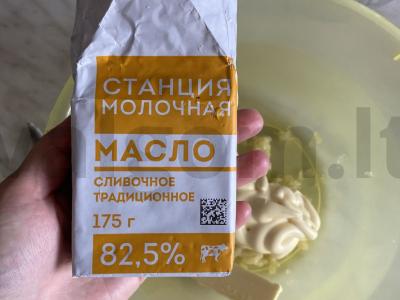 СТАНЦИЯ
МОЛОЧНАЯ
МАСЛО
СЛИВОЧНОЕ
ТРАДИЦИОННОЕ
175 г
82,5%